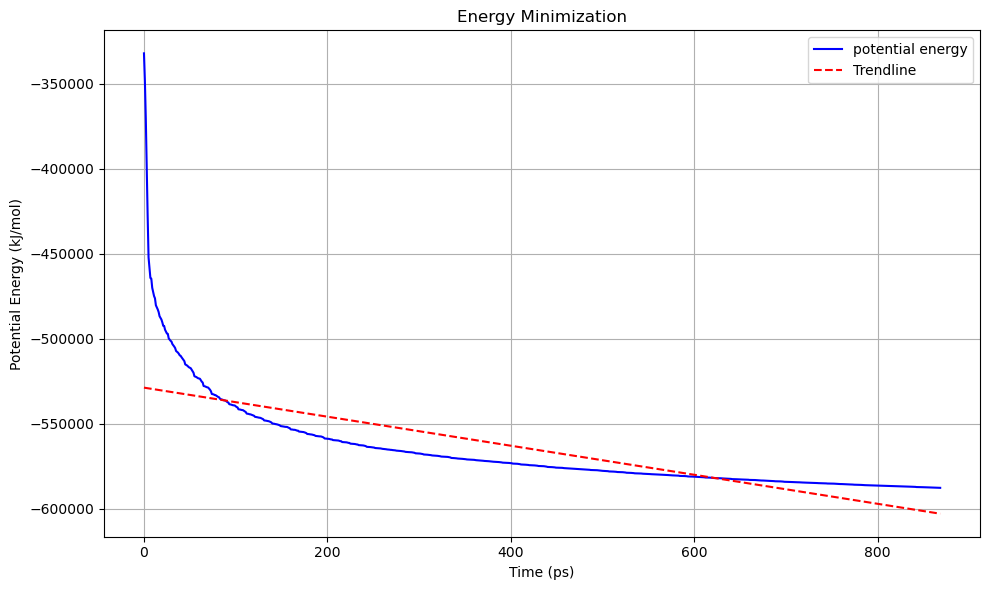 Energy Minimization
potential energy
Trendline
−350000
−400000
−450000
−500000
−550000
−600000
Potential Energy (kJ/mol)
0 200 400 600 800
Time (ps)